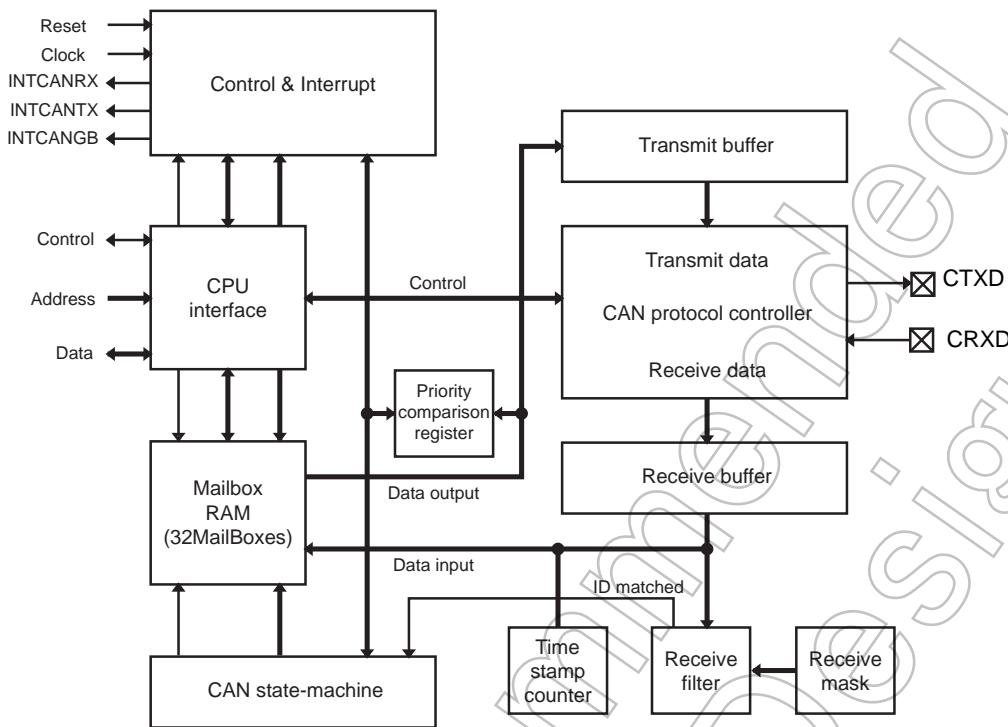 Reset
Clock
INTCANRX
INTCANTX
INTCANGB
Control & Interrupt
Transmit buffer
Control
Address
Data
CPU
interface
Control
Transmit data
CAN protocol controller
Receive data
CTXD
CRXD
Priority
comparison
register
Mailbox
RAM
(32MailBoxes)
Data output
Receive buffer
Data input
ID matched
CAN state-machine
Time
stamp
counter
Receive
filter
Receive
mask
mmended
Desig